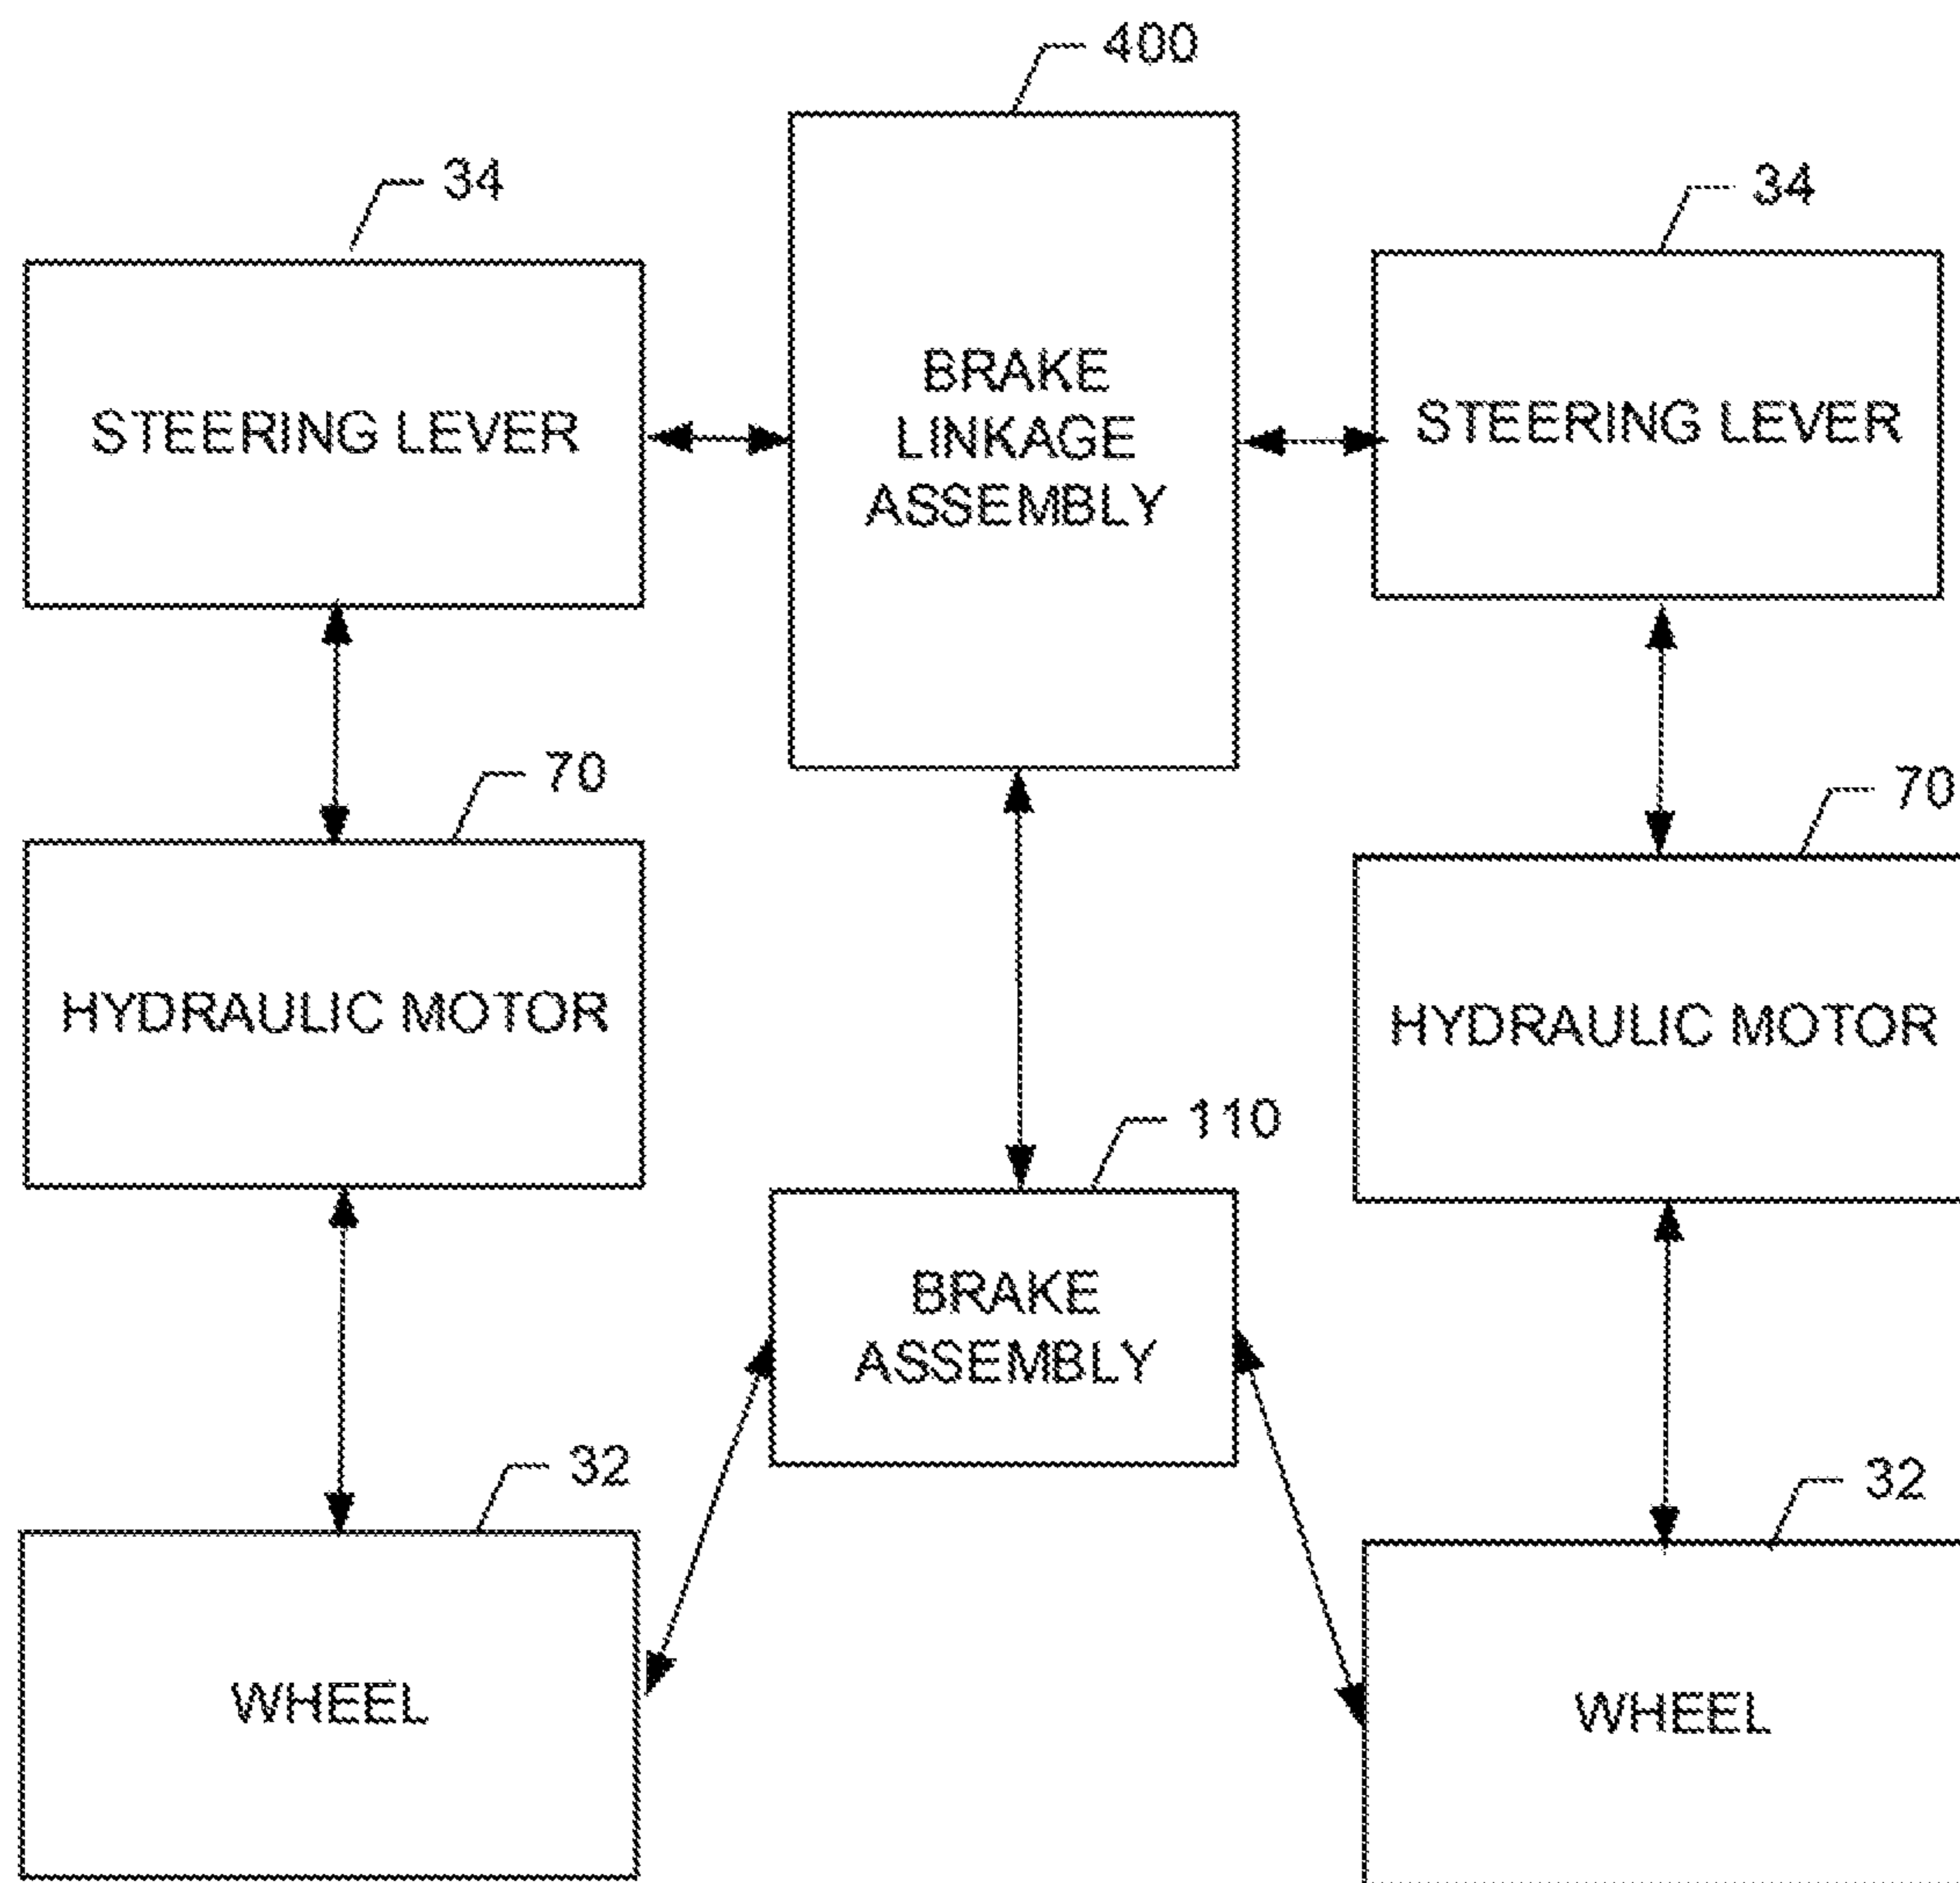 400
34
34
STEERING LEVER
BRAKE
LINKAGE
ASSEMBLY
STEERING LEVER
70
70
HYDRAULIC MOTOR
HYDRAULIC MOTOR
110
BRAKE
ASSEMBLY
32
32
WHEEL
WHEEL